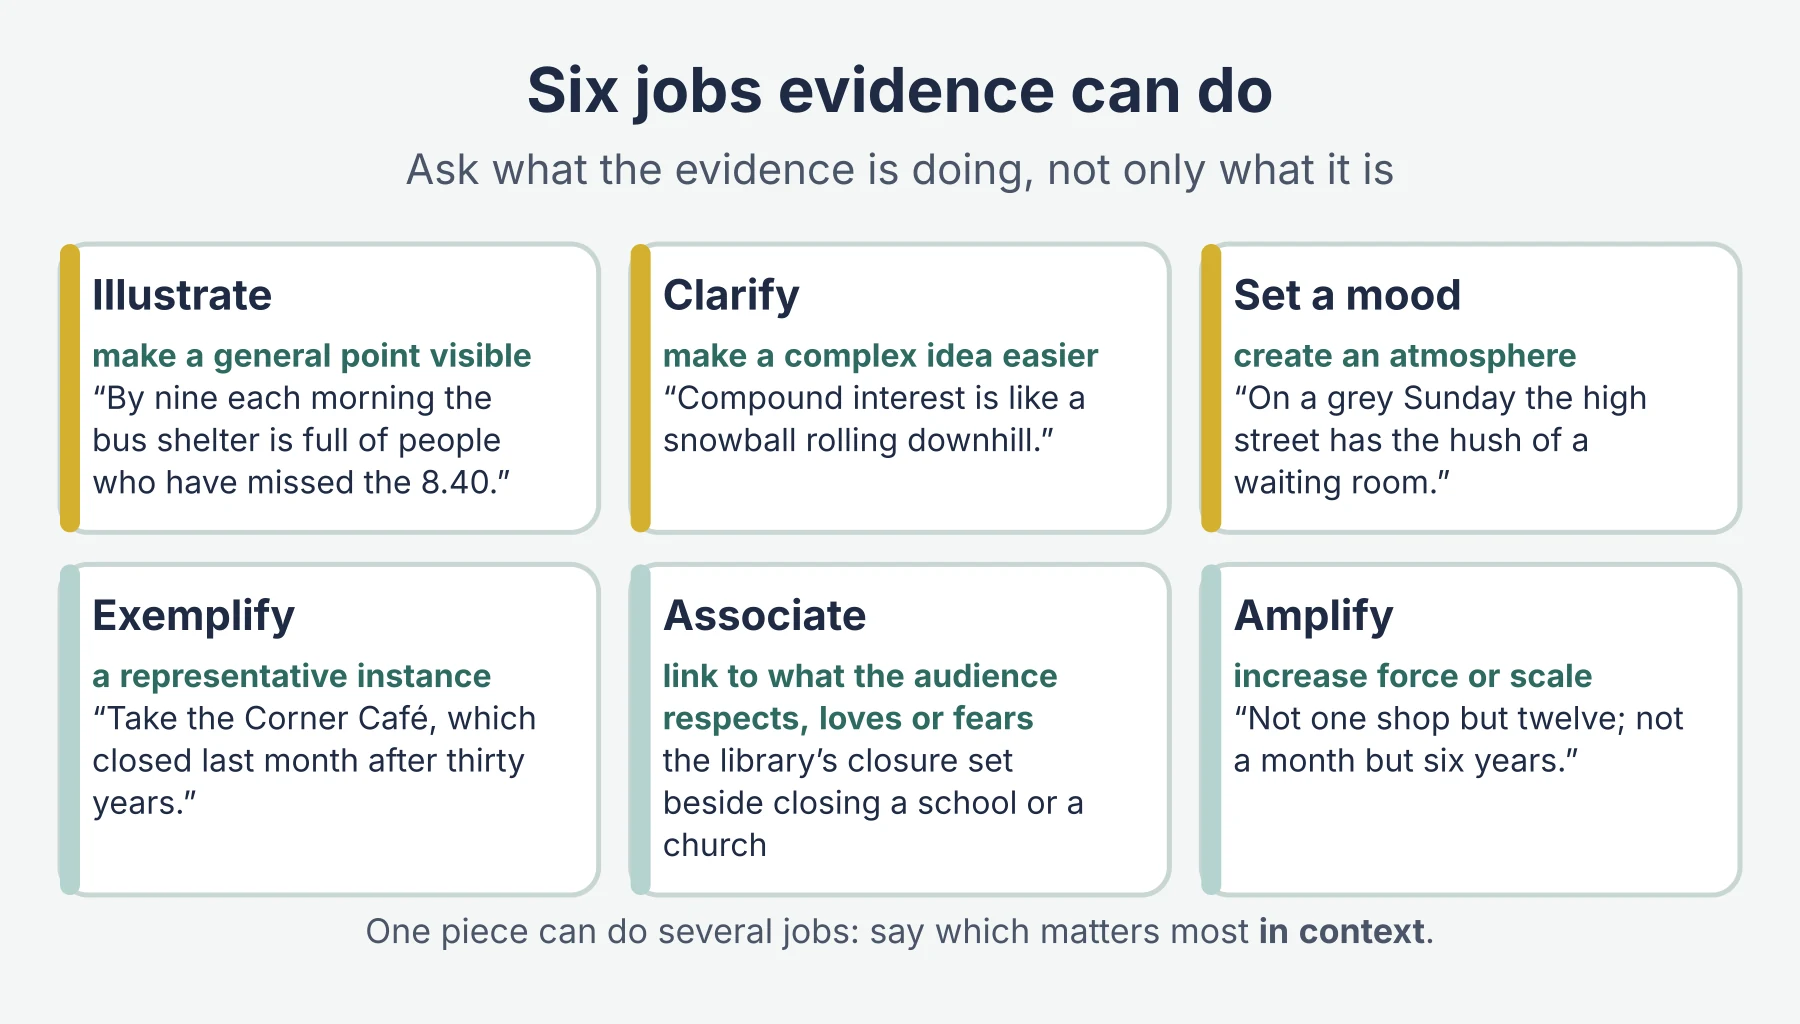 Six jobs evidence can do
Ask what the evidence is doing, not only what it is
Illustrate
make a general point visible
“By nine each morning the
bus shelter is full of people
who have missed the 8.40.”
Clarify
make a complex idea easier
“Compound interest is like a
snowball rolling downhill.”
Set a mood
create an atmosphere
“On a grey Sunday the high
street has the hush of a
waiting room.”
Exemplify
a representative instance
“Take the Corner Café, which
closed last month after thirty
years.”
Associate
link to what the audience
respects, loves or fears
the library’s closure set
beside closing a school or a
church
Amplify
increase force or scale
“Not one shop but twelve; not
a month but six years.”
One piece can do several jobs: say which matters most in context.